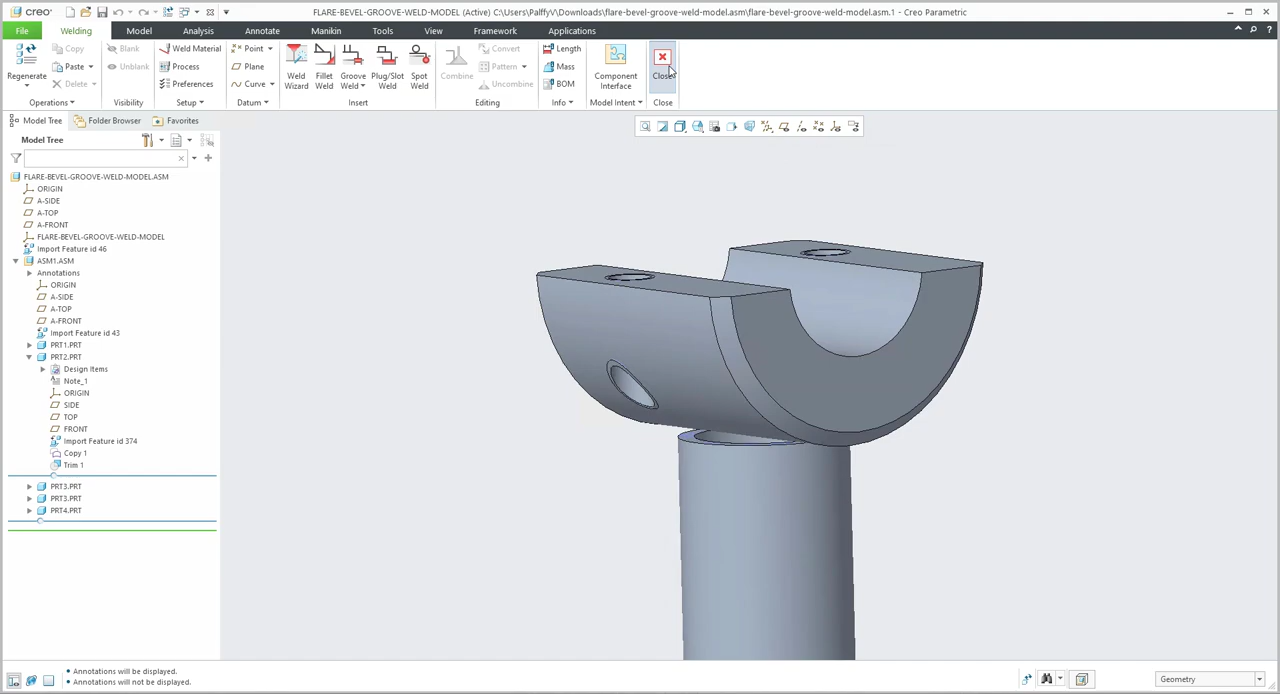 creo FLARE-BEVEL-GROOVE-WELD-MODEL (Active) C:\Users\PalffyV\Downloads\flare-bevel-groove-weld-model.asm\flare-bevel-groove-weld-model.asm.1 - Creo Parametric
File Welding Model Analysis Annotate Manikin Tools View Framework Applications
Regenerate
Copy
Paste
Delete
Operations
Blank
Unblank
Visibility
Weld Material
Process
Preferences
Setup
Point
Plane
Curve
Datum
Weld Wizard
Fillet Weld
Groove Weld
Plug/Slot Weld
Spot Weld
Insert
Combine
Convert
Pattern
Uncombine
Editing
Length
Mass
BOM
Info
Component Interface
Model Intent
Close
Close
Model Tree Folder Browser Favorites
Model Tree
FLARE-BEVEL-GROOVE-WELD-MODEL.ASM
ORIGIN
A-SIDE
A-TOP
A-FRONT
FLARE-BEVEL-GROOVE-WELD-MODEL
Import Feature id 46
ASM1.ASM
Annotations
ORIGIN
A-SIDE
A-TOP
A-FRONT
Import Feature id 43
PRT1.PRT
PRT2.PRT
Design Items
Note_1
ORIGIN
SIDE
TOP
FRONT
Import Feature id 374
Copy 1
Trim 1
PRT3.PRT
PRT3.PRT
PRT4.PRT
• Annotations will be displayed.
• Annotations will not be displayed.
Geometry